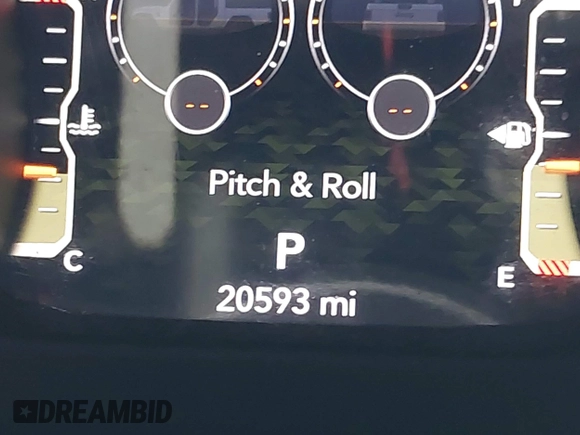 -- --
Pitch & Roll
P
C E
20593 mi
DREAMBID